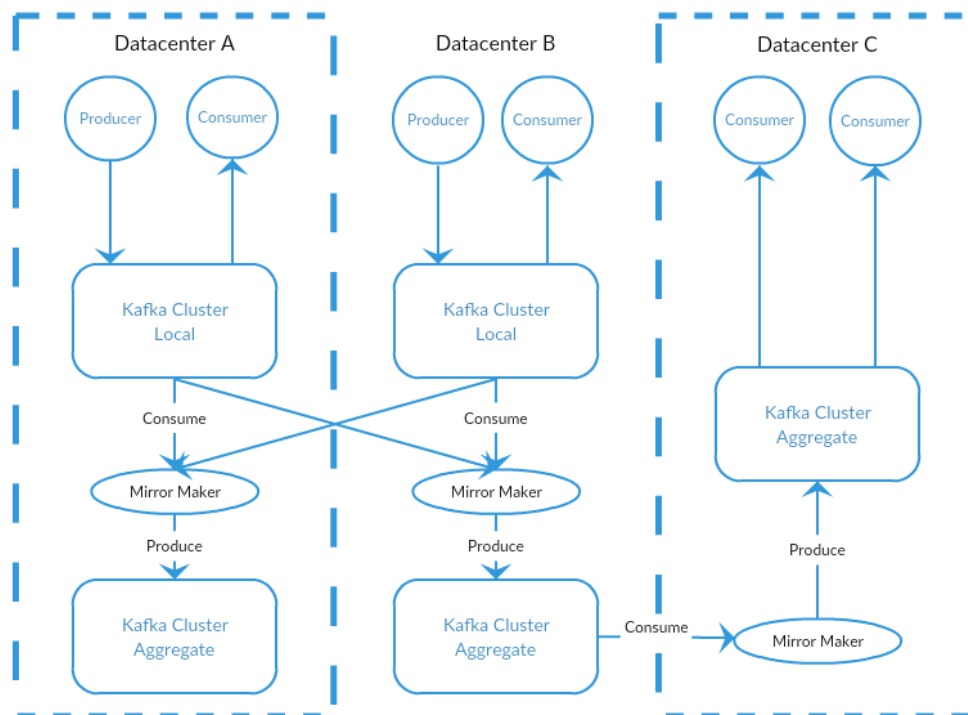 Datacenter A
Datacenter B
Datacenter C
Producer
Consumer
Producer
Consumer
Consumer
Consumer
Kafka Cluster
Local
Kafka Cluster
Local
Kafka Cluster
Aggregate
Consume
Consume
Mirror Maker
Mirror Maker
Produce
Produce
Produce
Kafka Cluster
Aggregate
Kafka Cluster
Aggregate
Consume
Mirror Maker